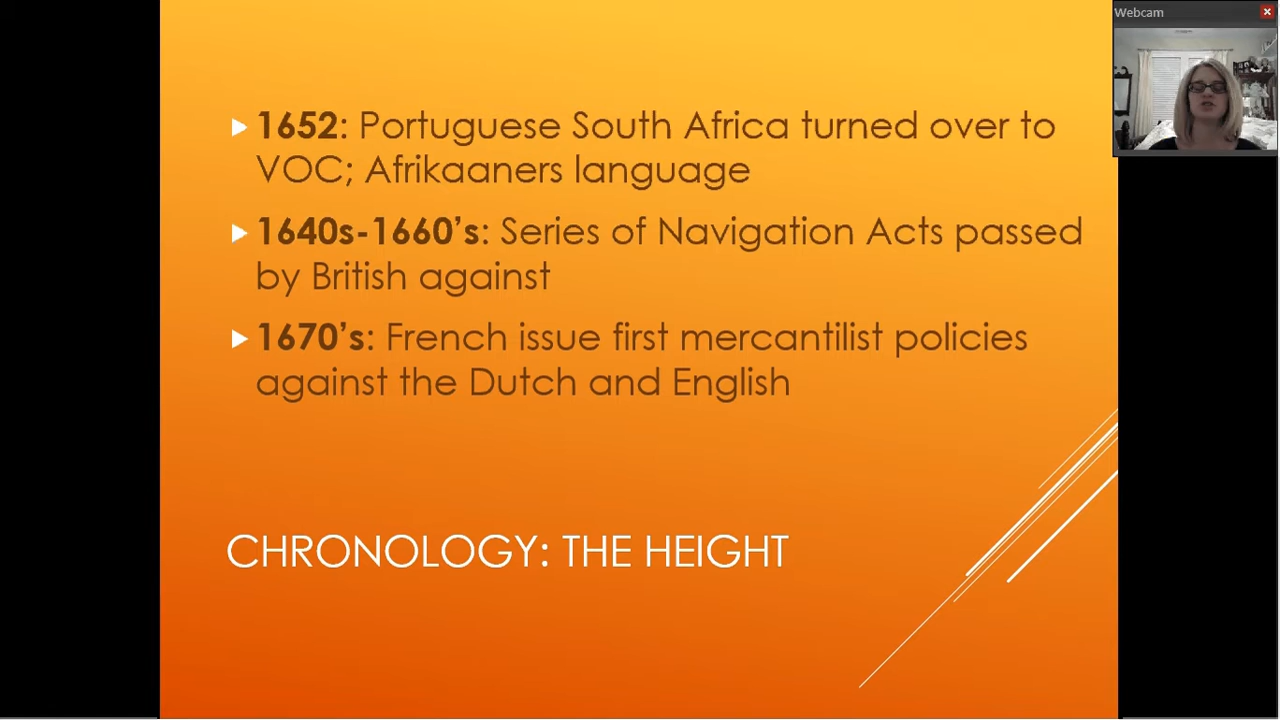 Webcam
1652: Portuguese South Africa turned over to
VOC; Afrikaaners language
1640s-1660's: Series of Navigation Acts passed
by British against
1670's: French issue first mercantilist policies
against the Dutch and English
CHRONOLOGY: THE HEIGHT